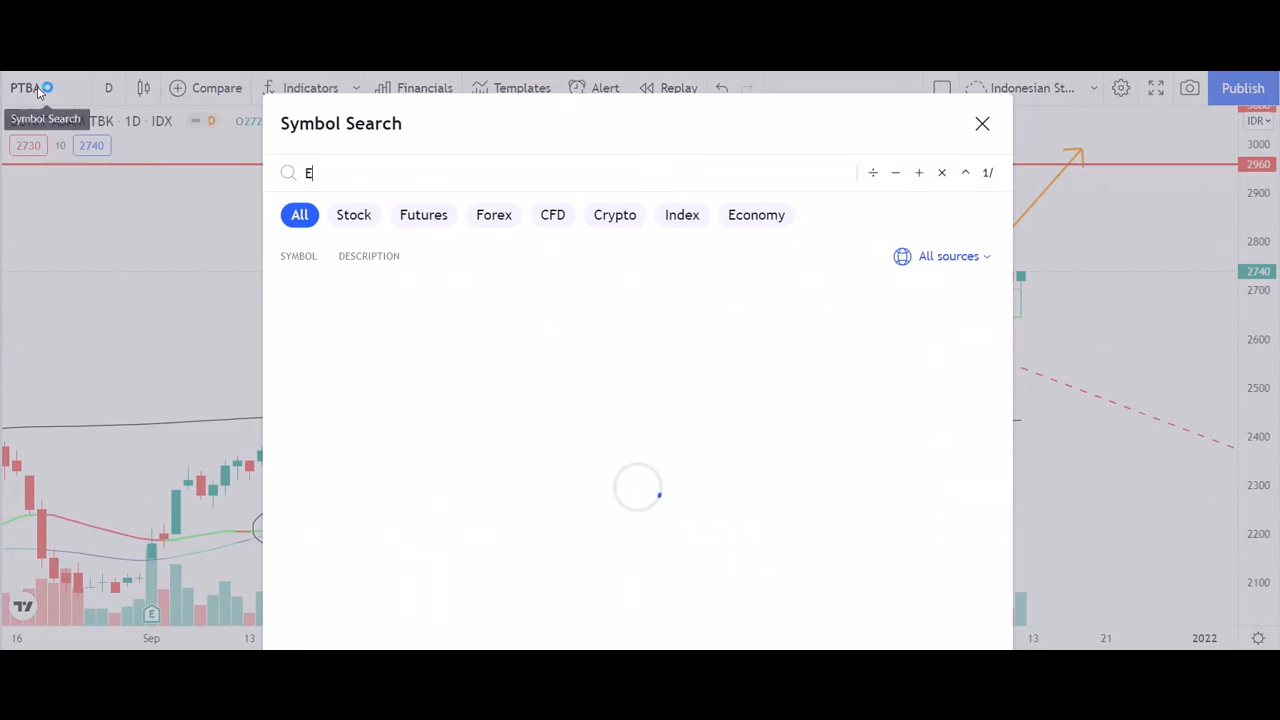 PTBA D Compare Indicators Financials Templates Alert Replay Indonesian St... Publish
Symbol Search
TBK · 1D · IDX D O272
2730 10 2740
Symbol Search
E
÷ − + × ^ 1/
All Stock Futures Forex CFD Crypto Index Economy
SYMBOL DESCRIPTION All sources
IDR
3000
2960
2900
2800
2740
2700
2600
2500
2400
2300
2200
2100
E
16 Sep 13 13 21 2022